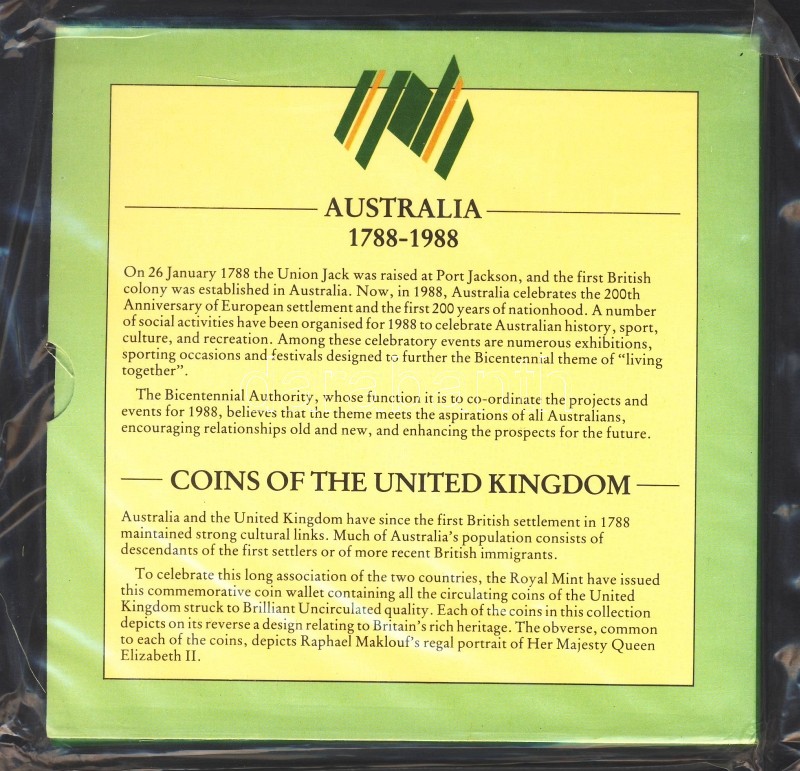 AUSTRALIA
1788-1988
On 26 January 1788 the Union Jack was raised at Port Jackson, and the first British
colony was established in Australia. Now, in 1988, Australia celebrates the 200th
Anniversary of European settlement and the first 200 years of nationhood. A number
of social activities have been organised for 1988 to celebrate Australian history, sport,
culture, and recreation. Among these celebratory events are numerous exhibitions,
sporting occasions and festivals designed to further the Bicentennial theme of “living
together”.
The Bicentennial Authority, whose function it is to co-ordinate the projects and
events for 1988, believes that the theme meets the aspirations of all Australians,
encouraging relationships old and new, and enhancing the prospects for the future.
COINS OF THE UNITED KINGDOM
Australia and the United Kingdom have since the first British settlement in 1788
maintained strong cultural links. Much of Australia's population consists of
descendants of the first settlers or of more recent British immigrants.
To celebrate this long association of the two countries, the Royal Mint have issued
this commemorative coin wallet containing all the circulating coins of the United
Kingdom struck to Brilliant Uncirculated quality. Each of the coins in this collection
depicts on its reverse a design relating to Britain's rich heritage. The obverse, common
to each of the coins, depicts Raphael Maklouf's regal portrait of Her Majesty Queen
Elizabeth II.